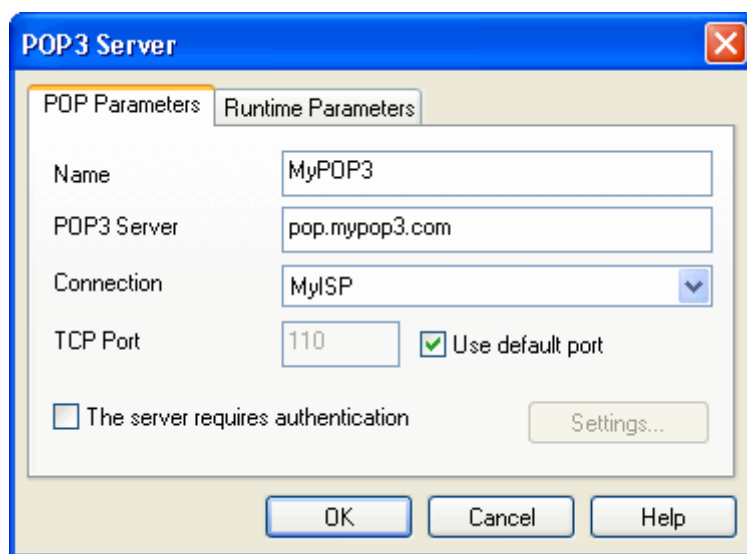 POP3 Server
POP Parameters Runtime Parameters
Name MyPOP3
POP3 Server pop.mypop3.com
Connection MyISP
TCP Port 110 Use default port
The server requires authentication Settings...
OK Cancel Help